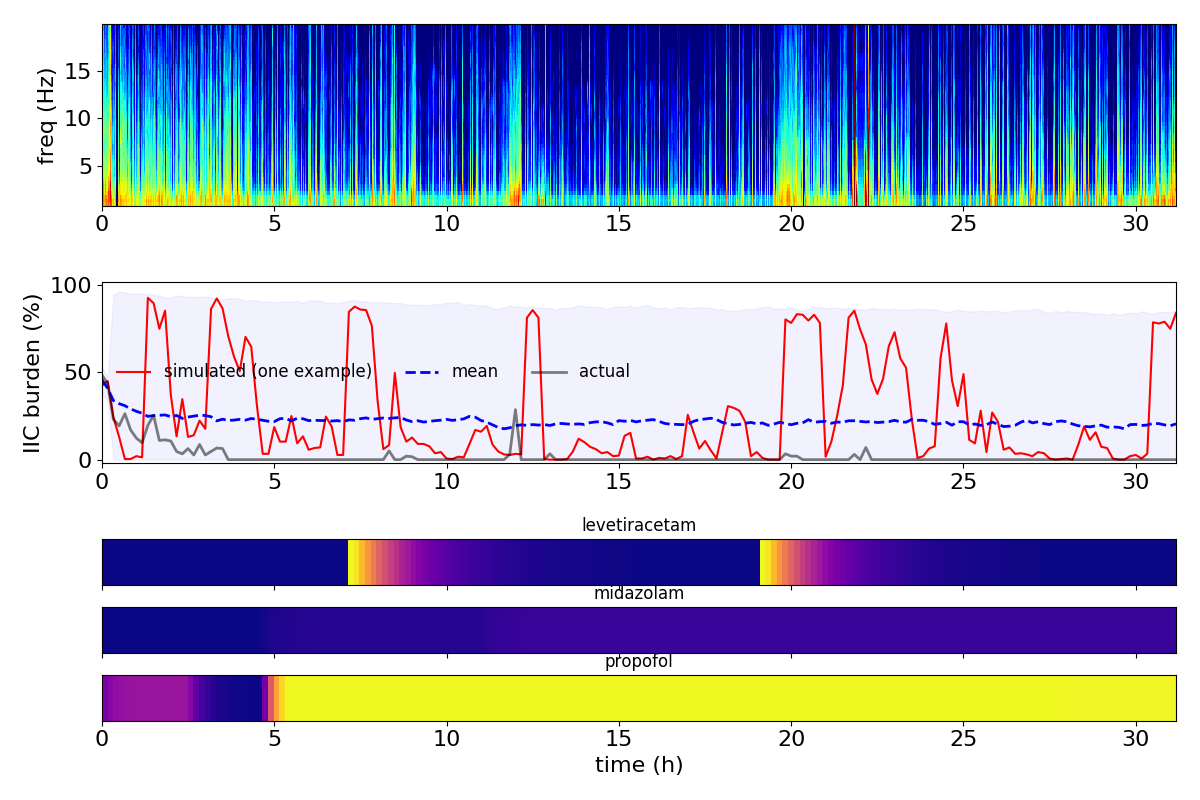 freq (Hz)
15
10
5
0 5 10 15 20 25 30
IIC burden (%)
100
50
0
simulated (one example) mean actual
0 5 10 15 20 25 30
levetiracetam
midazolam
propofol
0 5 10 15 20 25 30
time (h)